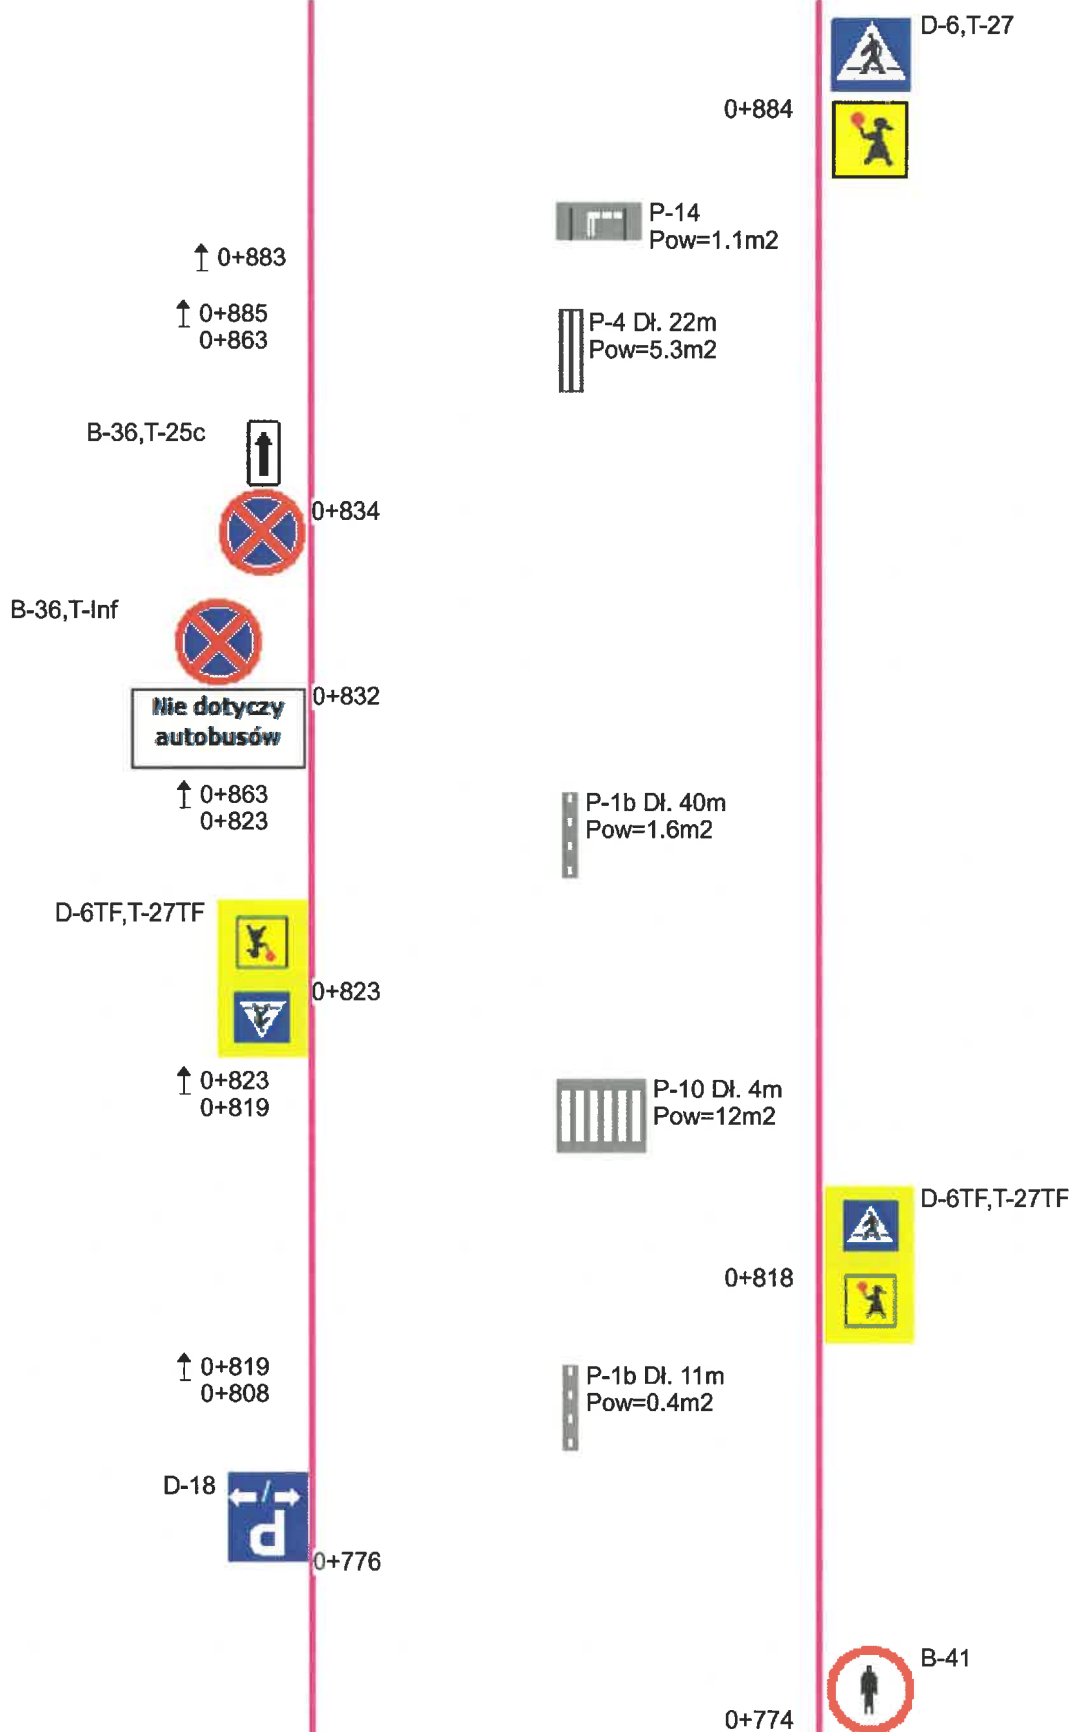 D-6,T-27
0+884
P-14
Pow=1.1m2
0+883
0+885
0+863
P-4 Dł. 22m
Pow=5.3m2
B-36,T-25c
0+834
B-36,T-Inf
0+832
Nie dotyczy
autobusów
0+863
0+823
P-1b Dł. 40m
Pow=1.6m2
D-6TF,T-27TF
0+823
0+823
0+819
P-10 Dł. 4m
Pow=12m2
D-6TF,T-27TF
0+818
0+819
0+808
P-1b Dł. 11m
Pow=0.4m2
D-18
P
0+776
B-41
0+774